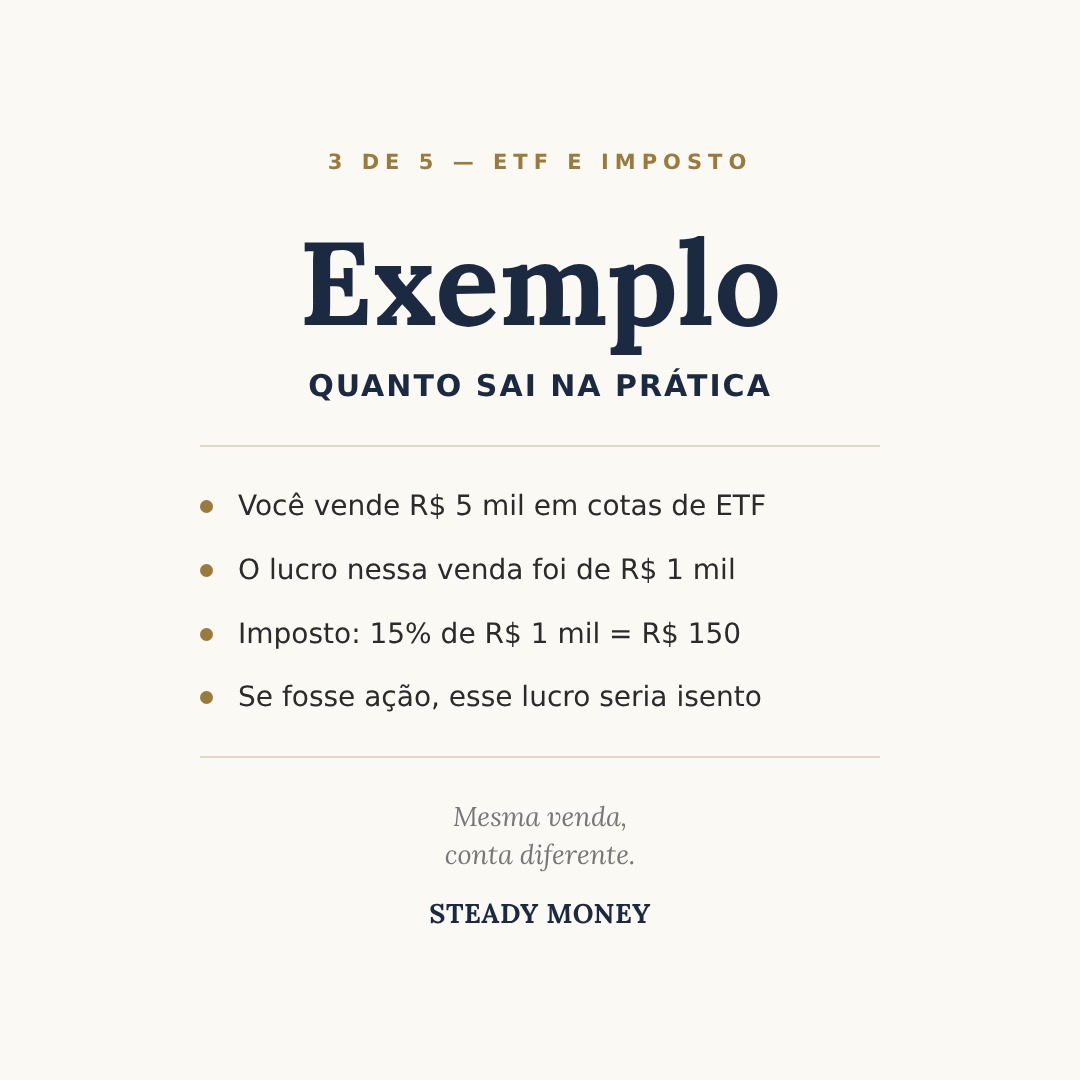 3 DE 5 — ETF E IMPOSTO
Exemplo
QUANTO SAI NA PRÁTICA
Você vende R$ 5 mil em cotas de ETF
O lucro nessa venda foi de R$ 1 mil
Imposto: 15% de R$ 1 mil = R$ 150
Se fosse ação, esse lucro seria isento
Mesma venda,
conta diferente.
STEADY MONEY